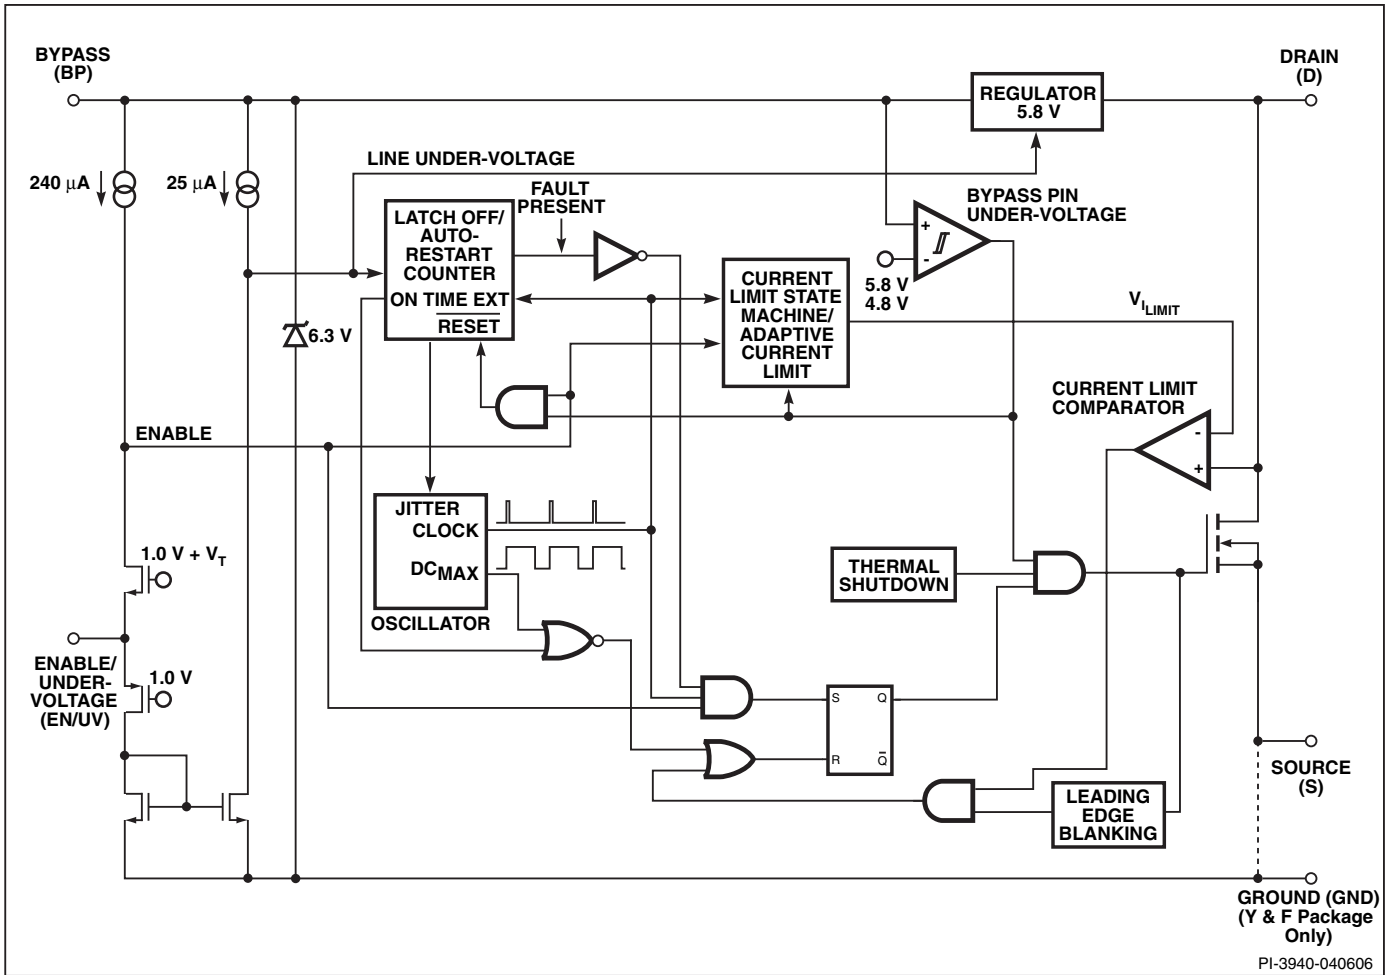 BYPASS
(BP)
DRAIN
(D)
REGULATOR
5.8 V
LINE UNDER-VOLTAGE
240 μA
25 μA
FAULT
PRESENT
BYPASS PIN
UNDER-VOLTAGE
LATCH OFF/
AUTO-
RESTART
COUNTER
ON TIME EXT
RESET
+
-
5.8 V
4.8 V
CURRENT
LIMIT STATE
MACHINE/
ADAPTIVE
CURRENT
LIMIT
VILIMIT
6.3 V
CURRENT LIMIT
COMPARATOR
-
+
ENABLE
JITTER
CLOCK
DCMAX
OSCILLATOR
1.0 V + VT
THERMAL
SHUTDOWN
ENABLE/
UNDER-
VOLTAGE
(EN/UV)
1.0 V
S Q
R Q
SOURCE
(S)
LEADING
EDGE
BLANKING
GROUND (GND)
(Y & F Package
Only)
PI-3940-040606